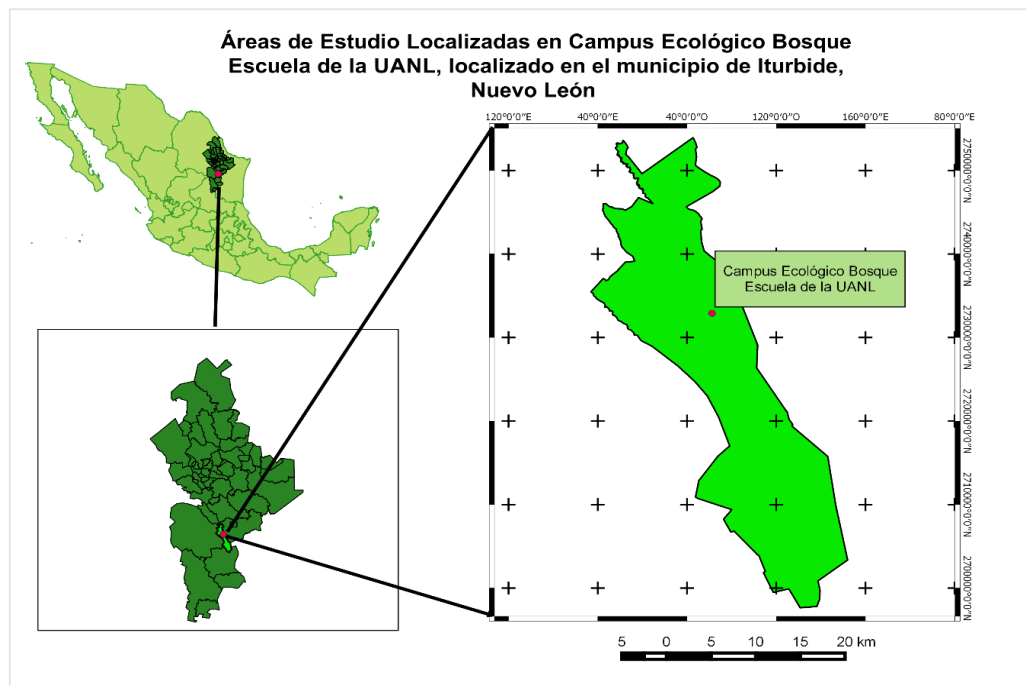 Áreas de Estudio Localizadas en Campus Ecológico Bosque
Escuela de la UANL, localizado en el municipio de Iturbide,
Nuevo León
120°0'0"O 40°0'0"O 40°0'0"O 120°0'0"O 160°0'0"O 80°0'0"O
2750000°0'0"N
2740000°0'0"N
Campus Ecológico Bosque
Escuela de la UANL
2730000°0'0"N
2720000°0'0"N
2710000°0'0"N
2700000°0'0"N
5 0 5 10 15 20 km